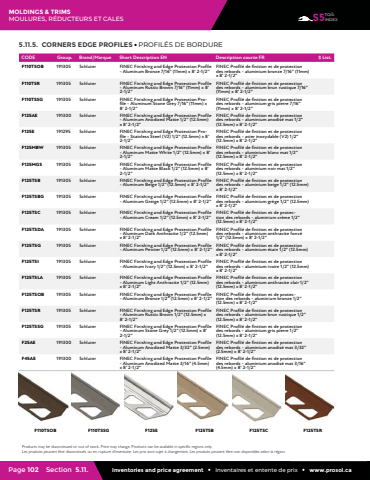 MOLDINGS & TRIMS
MOULURES, RÉDUCTEURS ET CALES
5.11.5. CORNERS EDGE PROFILES • PROFILÉS DE BORDURE
CODE Group. Brand/Marque Short Description EN Description courte FR $ List.
F110TSOB 191305 Schluter FINEC Finishing and Edge Protection Profile FINEC Profilé de finition et de protection
- Aluminum Bronze 7/16" (11mm) x 8' 2-1/2" des rebords - aluminium bronze 7/16" (11mm)
x 8' 2-1/2"
F110TSR 191305 Schluter FINEC Finishing and Edge Protection Profile FINEC Profilé de finition et de protection
- Aluminum Rustic Brown 7/16" (11mm) x 8' des rebords - aluminium brun rustique 7/16"
2-1/2" (11mm) x 8' 2-1/2"
F110TSSG 191305 Schluter FINEC Finishing and Edge Protection Pro- FINEC Profilé de finition et de protection
file - Aluminum Stone Grey 7/16" (11mm) x des rebords - aluminium gris pierre 7/16"
8' 2-1/2" (11mm) x 8' 2-1/2"
F125AE 191300 Schluter FINEC Finishing and Edge Protection Profile FINEC Profilé de finition et de protection
- Aluminum Anodized Matte 1/2" (12.5mm) des rebords - aluminium anodisé mat 1/2"
x 8' 2-1/2" (12.5mm) x 8' 2-1/2"
F125E 191295 Schluter FINEC Finishing and Edge Protection Pro- FINEC Profilé de finition et de protection
file - Stainless Steel (V2) 1/2" (12.5mm) x 8' des rebords - acier inoxydable (V2) 1/2"
2-1/2" (12.5mm) x 8' 2-1/2"
F125MBW 191305 Schluter FINEC Finishing and Edge Protection Profile FINEC Profilé de finition et de protection
- Aluminum Matte White 1/2" (12.5mm) x 8' des rebords - aluminium blanc mat 1/2"
2-1/2" (12.5mm) x 8' 2-1/2"
F125MGS 191305 Schluter FINEC Finishing and Edge Protection Profile FINEC Profilé de finition et de protection
- Aluminum Matte Black 1/2" (12.5mm) x 8' des rebords - aluminium noir mat 1/2"
2-1/2" (12.5mm) x 8' 2-1/2"
F125TSB 191305 Schluter FINEC Finishing and Edge Protection Profile FINEC Profilé de finition et de protection
- Aluminum Beige 1/2" (12.5mm) x 8' 2-1/2" des rebords - aluminium beige 1/2" (12.5mm)
x 8' 2-1/2"
F125TSBG 191305 Schluter FINEC Finishing and Edge Protection Profile FINEC Profilé de finition et de protection
- Aluminum Greige 1/2" (12.5mm) x 8' 2-1/2" des rebords - aluminium grège 1/2" (12.5mm)
x 8' 2-1/2"
F125TSC 191305 Schluter FINEC Finishing and Edge Protection Profile FINEC Profilé de finition et de protection
- Aluminum Cream 1/2" (12.5mm) x 8' 2-1/2" des rebords - aluminium crème 1/2"
(12.5mm) x 8' 2-1/2"
F125TSDA 191305 Schluter FINEC Finishing and Edge Protection Profile FINEC Profilé de finition et de protection
- Aluminum Dark Anthracite 1/2" (12.5mm) des rebords - aluminium anthracite foncé
x 8' 2-1/2" 1/2" (12.5mm) x 8' 2-1/2"
F125TSG 191305 Schluter FINEC Finishing and Edge Protection Profile FINEC Profilé de finition et de protection
- Aluminum Pewter 1/2" (12.5mm) x 8' 2-1/2" des rebords - aluminium étain 1/2" (12.5mm)
x 8' 2-1/2"
F125TSI 191305 Schluter FINEC Finishing and Edge Protection Profile FINEC Profilé de finition et de protection
- Aluminum Ivory 1/2" (12.5mm) x 8' 2-1/2" des rebords - aluminium ivoire 1/2" (12.5mm)
x 8' 2-1/2"
F125TSLA 191305 Schluter FINEC Finishing and Edge Protection Profile FINEC Profilé de finition et de protection
- Aluminum Light Anthracite 1/2" (12.5mm) des rebords - aluminium anthracite clair 1/2"
x 8' 2-1/2" (12.5mm) x 8' 2-1/2"
F125TSOB 191305 Schluter FINEC Finishing and Edge Protection Profile FINEC Profilé de finition et de protec-
- Aluminum Bronze 1/2" (12.5mm) x 8' 2-1/2" tion des rebords - aluminium bronze 1/2"
(12.5mm) x 8' 2-1/2"
F125TSR 191305 Schluter FINEC Finishing and Edge Protection Profile FINEC Profilé de finition et de protection
- Aluminum Rustic Brown 1/2" (12.5mm) x des rebords - aluminium brun rustique 1/2"
8' 2-1/2" (12.5mm) x 8' 2-1/2"
F125TSSG 191305 Schluter FINEC Finishing and Edge Protection Profile FINEC Profilé de finition et de protection
- Aluminum Stone Grey 1/2" (12.5mm) x 8' des rebords - aluminium gris pierre 1/2"
2-1/2" (12.5mm) x 8' 2-1/2"
F25AE 191300 Schluter FINEC Finishing and Edge Protection Profile FINEC Profilé de finition et de protection
- Aluminum Anodized Matte 3/32" (2.5mm) des rebords - aluminium anodisé mat 3/32"
x 8' 2-1/2" (2.5mm) x 8' 2-1/2"
F45AE 191300 Schluter FINEC Finishing and Edge Protection Profile FINEC Profilé de finition et de protection
- Aluminum Anodized Matte 3/16" (4.5mm) des rebords - aluminium anodisé mat 3/16"
x 8' 2-1/2" (4.5mm) x 8' 2-1/2"
F110TSOB F110TSSG F125E F125TSB F125TSC F125TSR
Products may be discontinued or out of stock. Price may change. Products can be available in specific regions only.
Les produits peuvent être discontinués ou en rupture d'inventaire. Les prix sont sujet à changement. Les produits peuvent être non disponibles selon la région.
Page 102 Section 5.11. Inventories and price agreement • Inventaires et entente de prix • www.prosol.ca